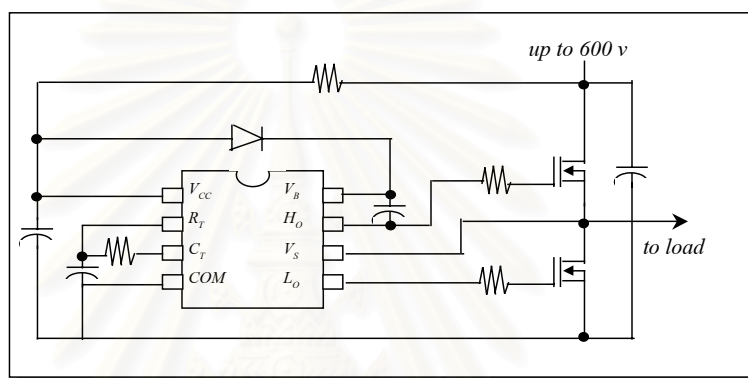 up to 600 v
V_CC V_B
R_T H_O
C_T V_S
to load
COM L_O